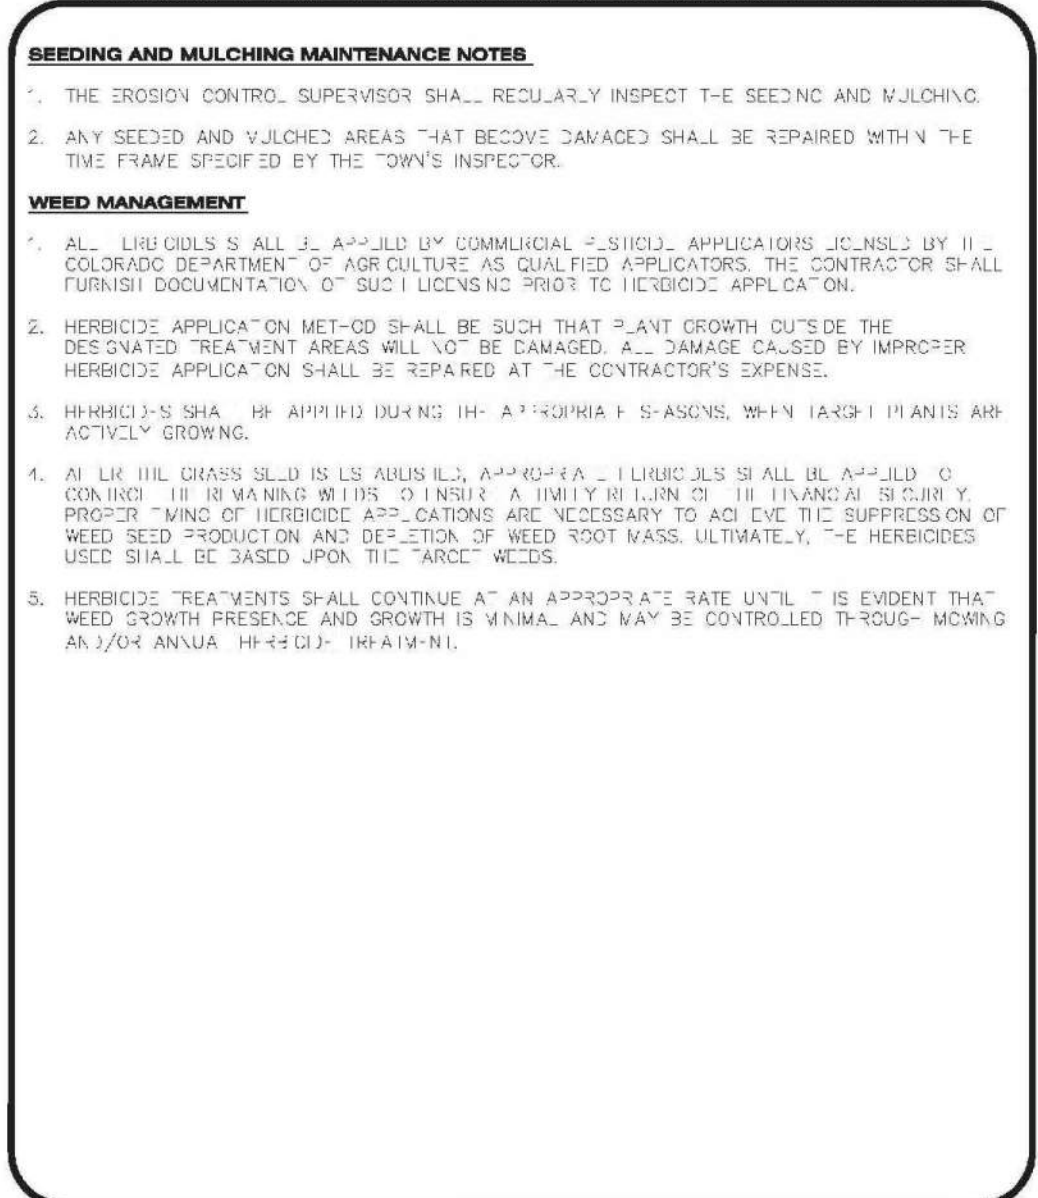 SEEDING AND MULCHING MAINTENANCE NOTES
1. THE EROSION CONTROL SUPERVISOR SHALL REGULARLY INSPECT THE SEEDING AND MULCHING.
2. ANY SEEDED AND MULCHED AREAS THAT BECOME DAMAGED SHALL BE REPAIRED WITHIN THE
TIME FRAME SPECIFIED BY THE TOWN'S INSPECTOR.
WEED MANAGEMENT
1. ALL HERBICIDES SHALL BE APPLIED BY COMMERCIAL PESTICIDE APPLICATORS LICENSED BY THE
COLORADO DEPARTMENT OF AGRICULTURE AS QUALIFIED APPLICATORS. THE CONTRACTOR SHALL
FURNISH DOCUMENTATION OF SUCH LICENSING PRIOR TO HERBICIDE APPLICATION.
2. HERBICIDE APPLICATION METHOD SHALL BE SUCH THAT PLANT GROWTH OUTSIDE THE
DESIGNATED TREATMENT AREAS WILL NOT BE DAMAGED. ALL DAMAGE CAUSED BY IMPROPER
HERBICIDE APPLICATION SHALL BE REPAIRED AT THE CONTRACTOR'S EXPENSE.
3. HERBICIDES SHALL BE APPLIED DURING THE APPROPRIATE SEASONS, WHEN TARGET PLANTS ARE
ACTIVELY GROWING.
4. AFTER THE GRASS SEED IS ESTABLISHED, APPROPRIATE HERBICIDES SHALL BE APPLIED TO
CONTROL THE REMAINING WEEDS TO ENSURE A TIMELY RETURN OF THE FINANCIAL SECURITY.
PROPER TIMING OF HERBICIDE APPLICATIONS ARE NECESSARY TO ACHIEVE THE SUPPRESSION OF
WEED SEED PRODUCTION AND DEPLETION OF WEED ROOT MASS. ULTIMATELY, THE HERBICIDES
USED SHALL BE BASED UPON THE TARGET WEEDS.
5. HERBICIDE TREATMENTS SHALL CONTINUE AT AN APPROPRIATE RATE UNTIL IT IS EVIDENT THAT
WEED GROWTH PRESENCE AND GROWTH IS MINIMAL AND MAY BE CONTROLLED THROUGH MOWING
AND/OR ANNUAL HERBICIDE TREATMENT.